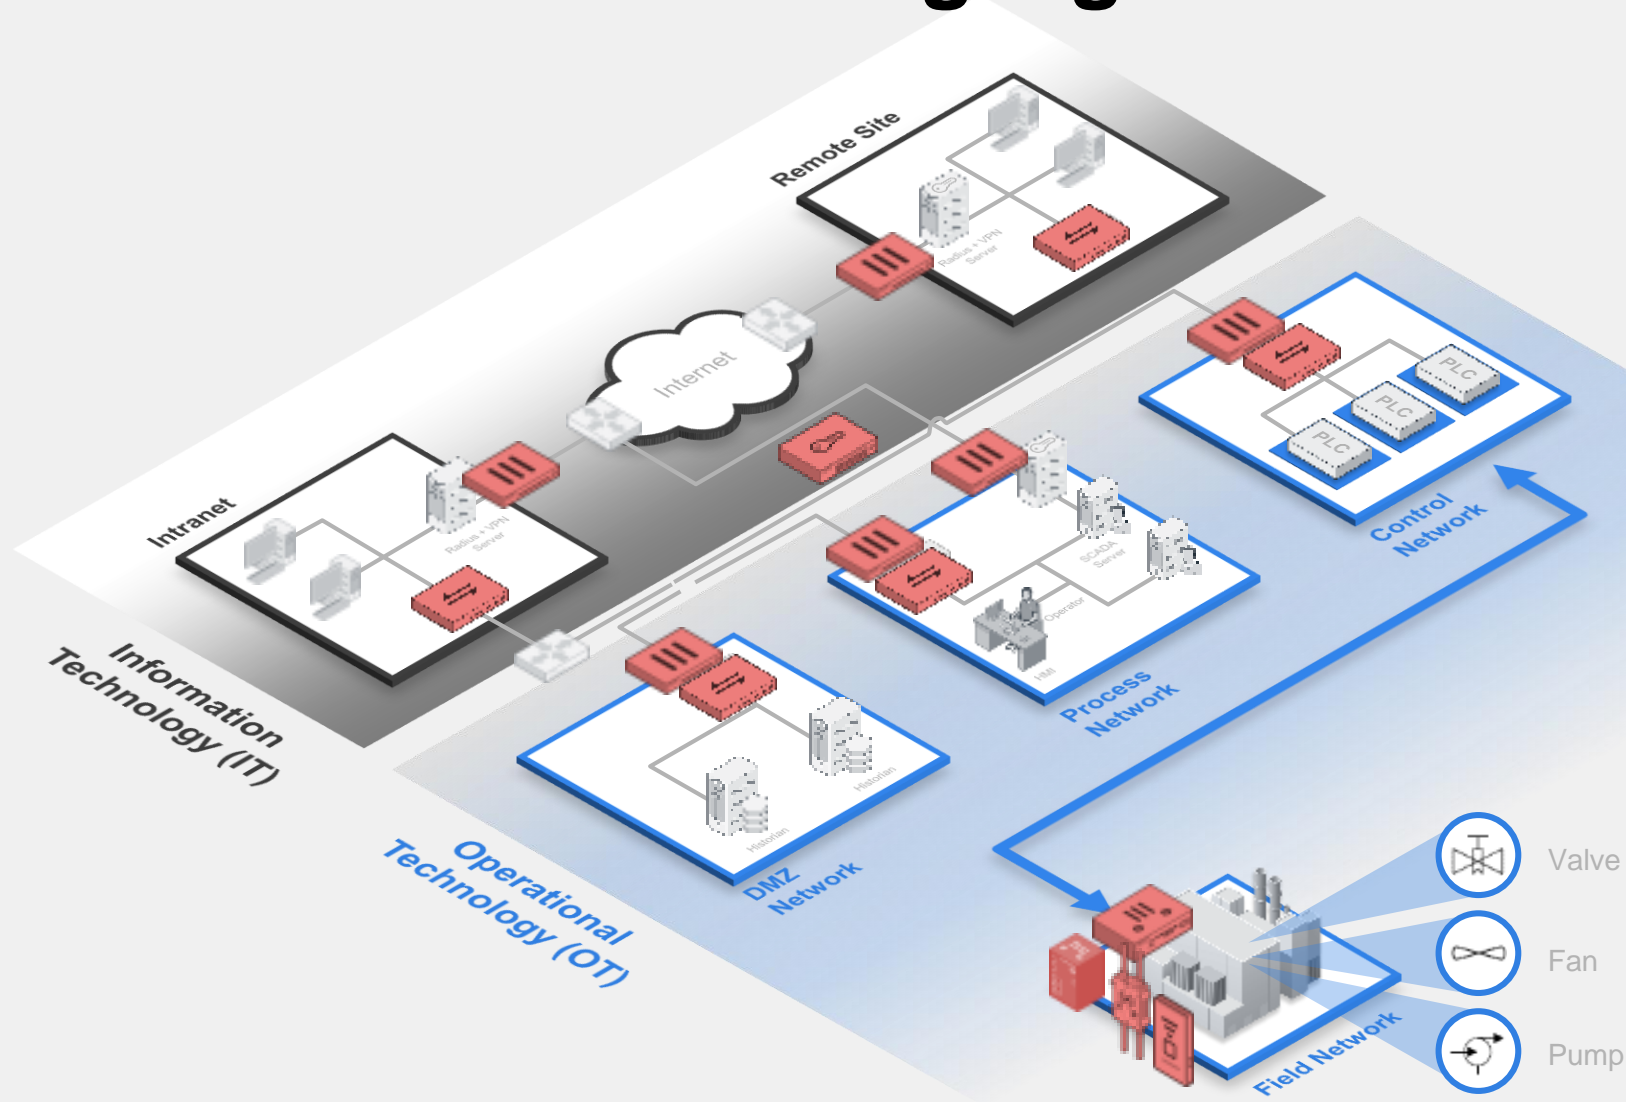 Remote Site
Radius + VPN
Server
Internet
Intranet
Radius + VPN
Server
Information
Technology (IT)
PLC
PLC
PLC
Control
Network
SCADA
Server
Operator
HMI
Process
Network
Historian
Historian
DMZ
Network
Operational
Technology (OT)
Valve
Fan
Pump
Field Network